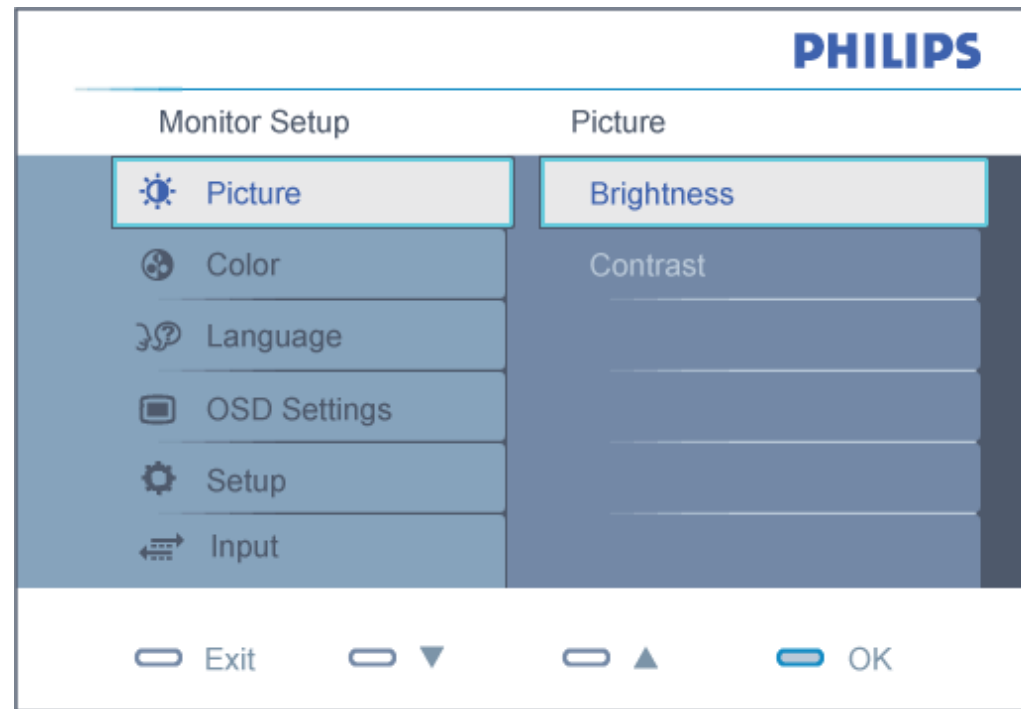 PHILIPS
Monitor Setup Picture
Picture Brightness
Color Contrast
Language
OSD Settings
Setup
Input
Exit ▼ ▲ OK